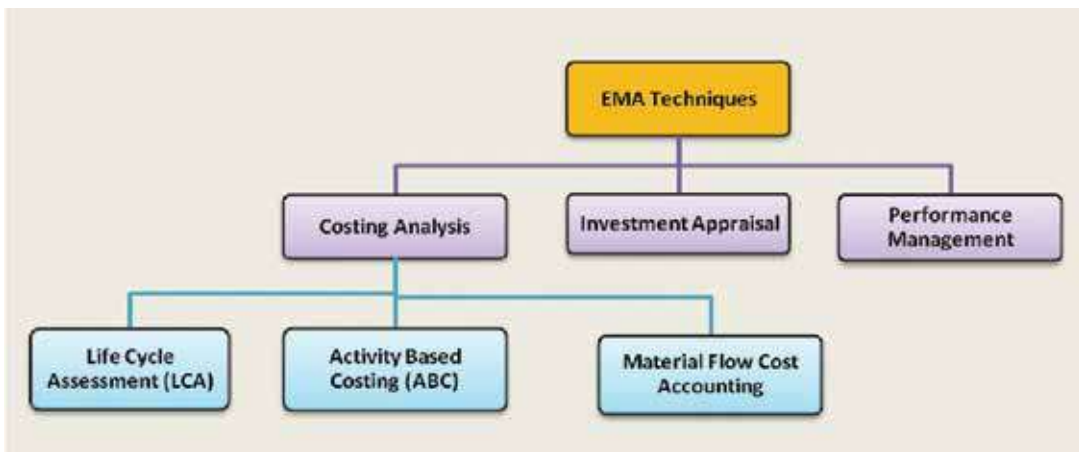 EMA Techniques
Costing Analysis
Investment Appraisal
Performance
Management
Life Cycle
Assessment (LCA)
Activity Based
Costing (ABC)
Material Flow Cost
Accounting